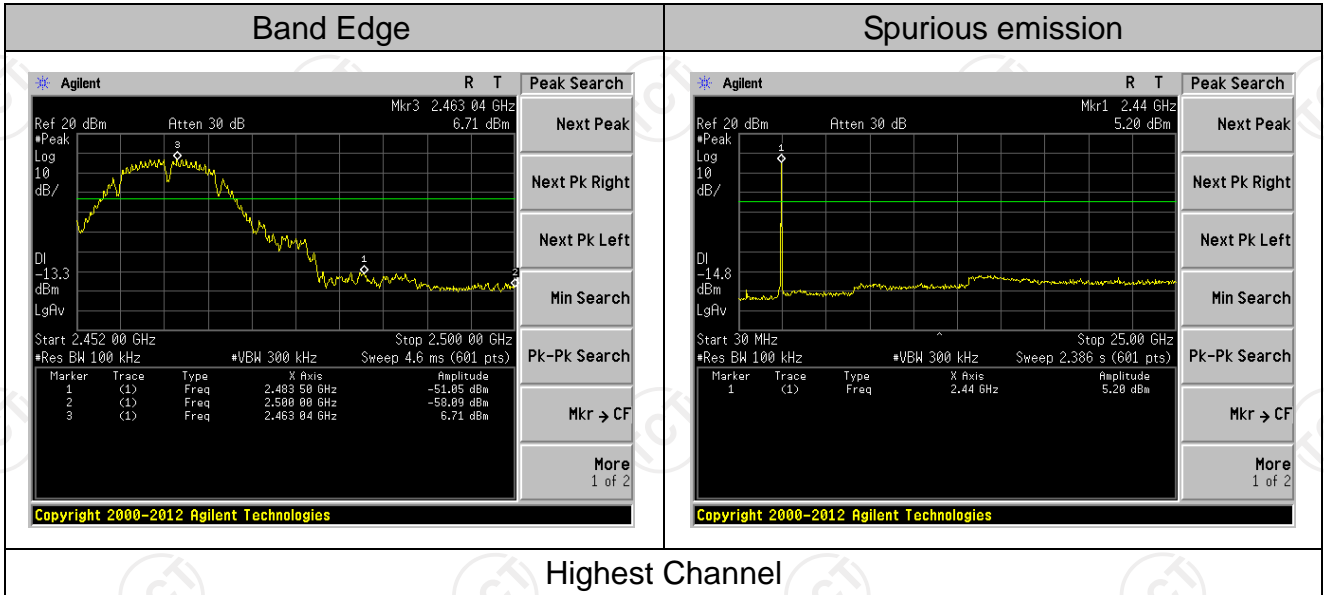 Band Edge
Spurious emission
Agilent R T Peak Search
Mkr3 2.463 04 GHz
Ref 20 dBm Atten 30 dB 6.71 dBm
#Peak
Log
10
dB/
DI
-13.3
dBm
LgAv
3
1
2
Start 2.452 00 GHz Stop 2.500 00 GHz
#Res BW 100 kHz #VBW 300 kHz Sweep 4.6 ms (601 pts)
Marker Trace Type X Axis Amplitude
1 (1) Freq 2.483 50 GHz -51.05 dBm
2 (1) Freq 2.500 00 GHz -58.09 dBm
3 (1) Freq 2.463 04 GHz 6.71 dBm
Next Peak
Next Pk Right
Next Pk Left
Min Search
Pk-Pk Search
Mkr → CF
More
1 of 2
Copyright 2000-2012 Agilent Technologies
Agilent R T Peak Search
Mkr1 2.44 GHz
Ref 20 dBm Atten 30 dB 5.20 dBm
#Peak
Log
10
dB/
DI
-14.8
dBm
LgAv
1
Start 30 MHz Stop 25.00 GHz
#Res BW 100 kHz #VBW 300 kHz Sweep 2.386 s (601 pts)
Marker Trace Type X Axis Amplitude
1 (1) Freq 2.44 GHz 5.20 dBm
Next Peak
Next Pk Right
Next Pk Left
Min Search
Pk-Pk Search
Mkr → CF
More
1 of 2
Copyright 2000-2012 Agilent Technologies
Highest Channel